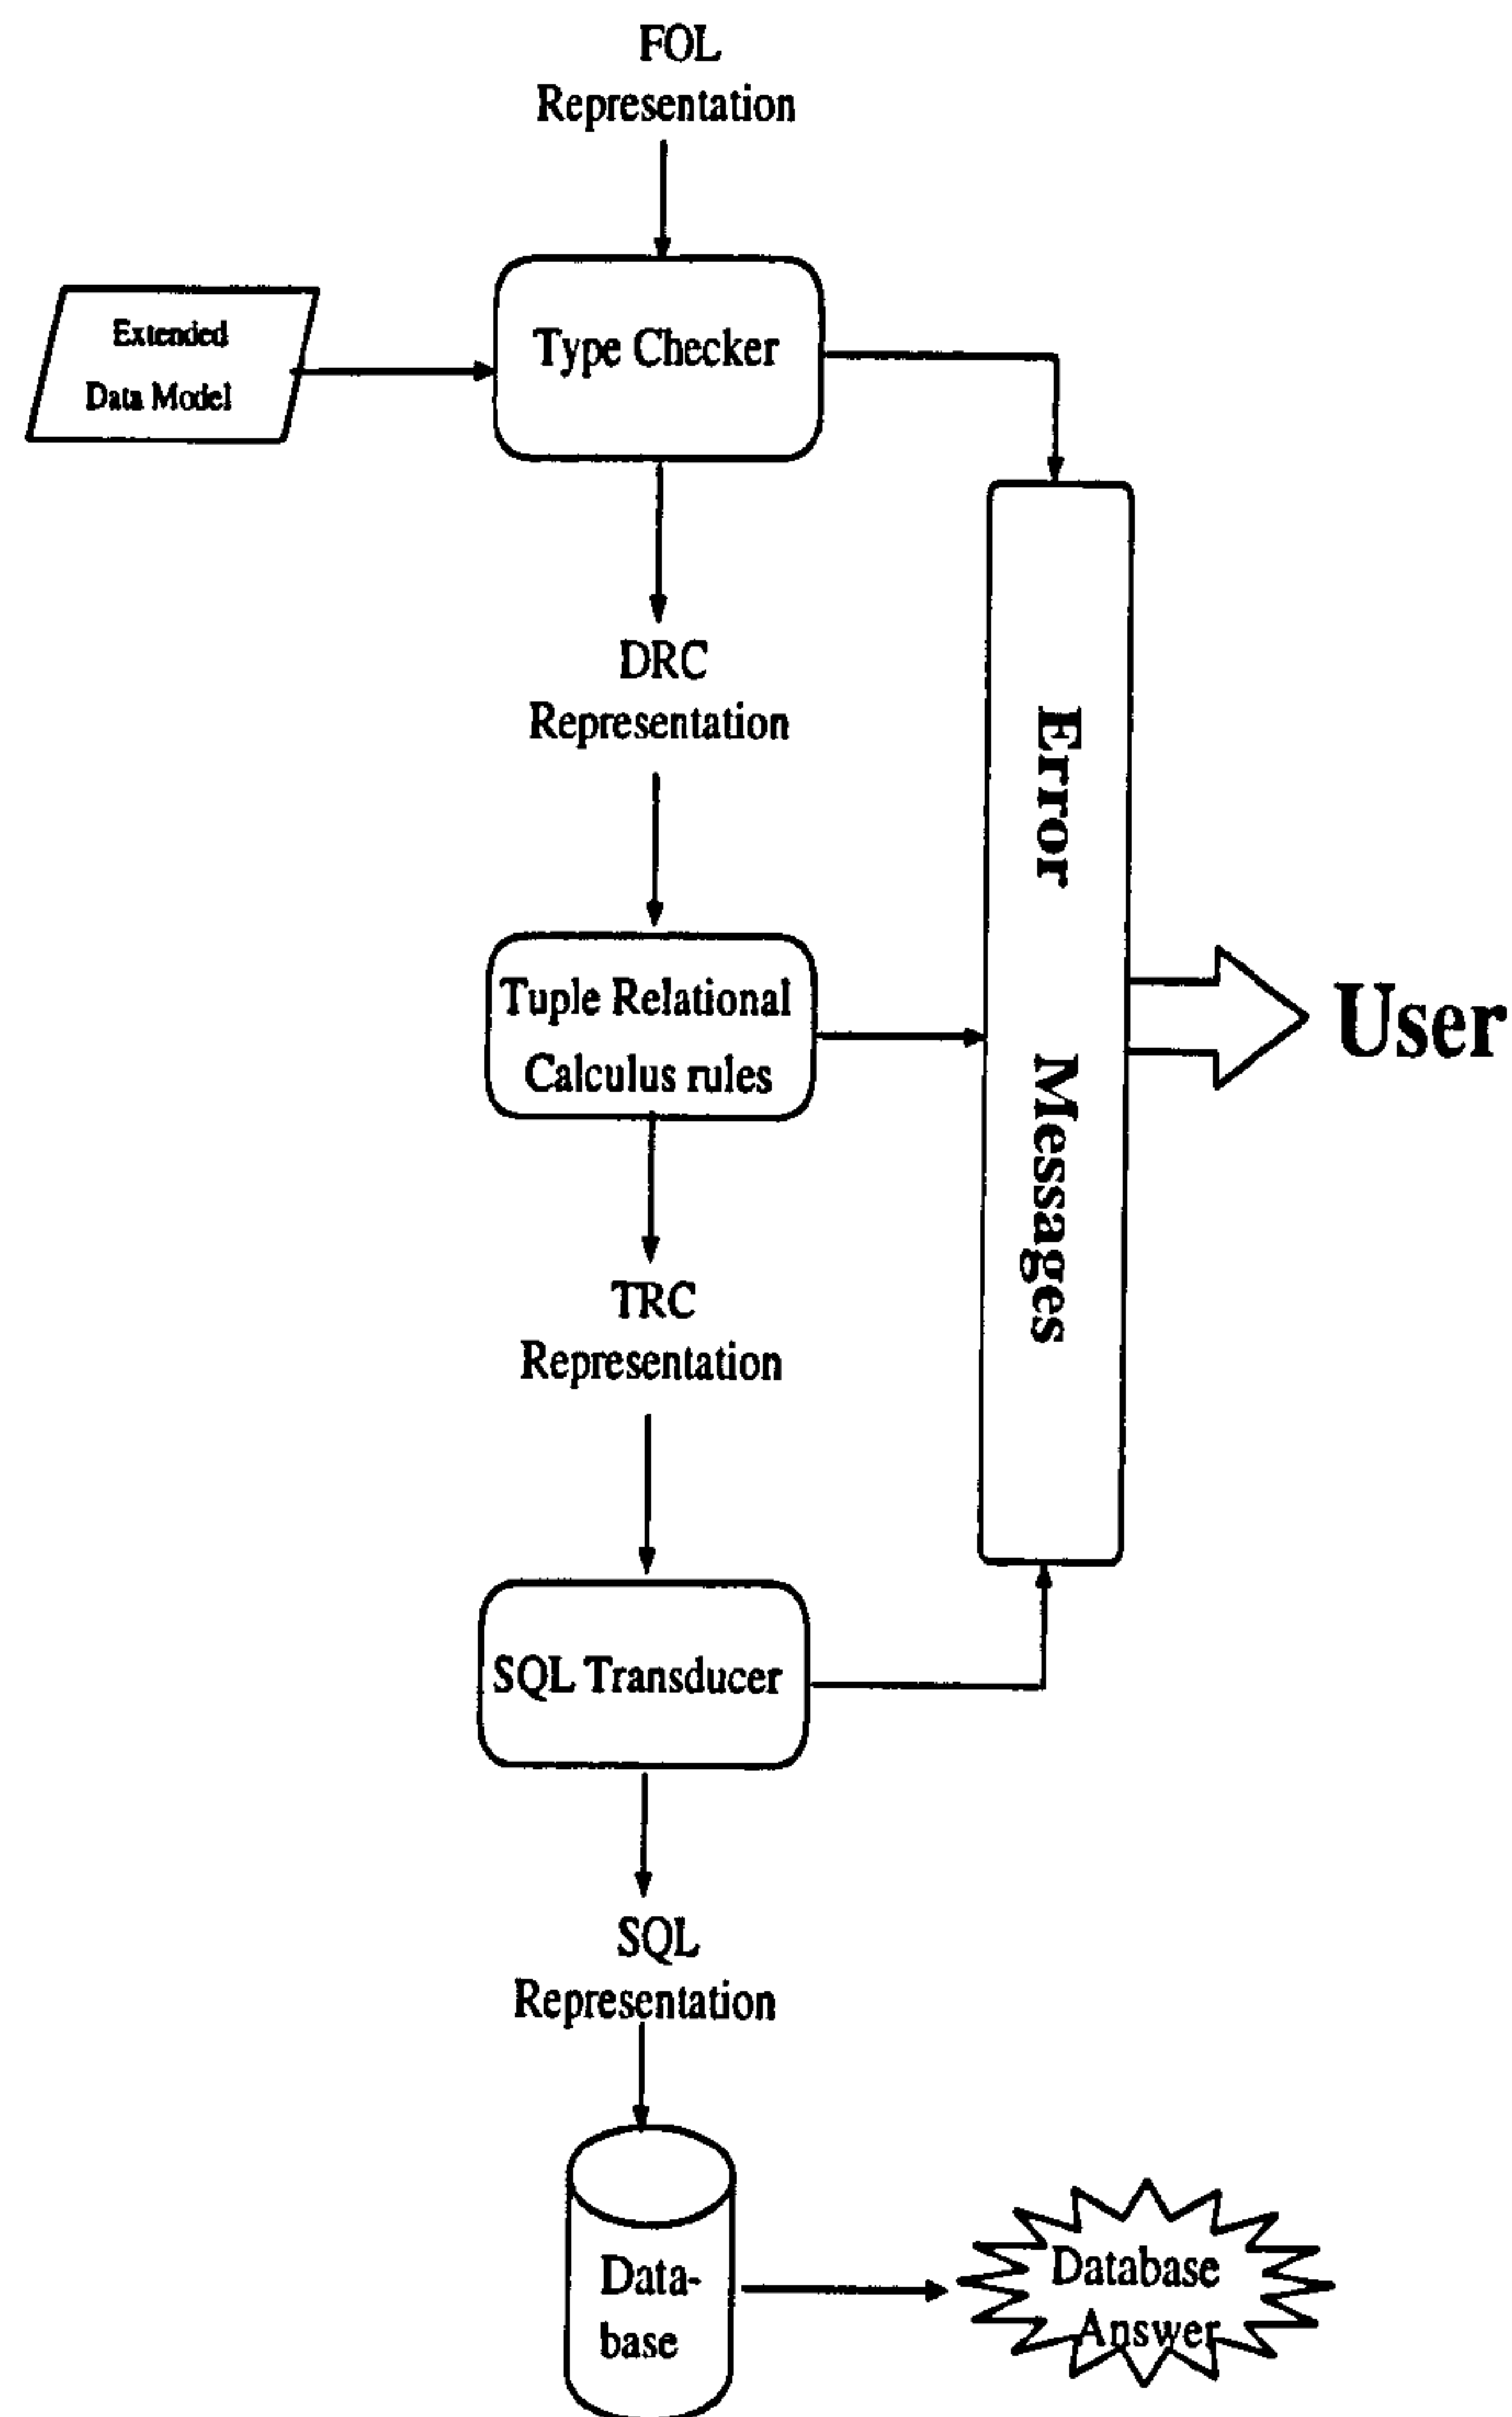 FOL
Representation
Extended
Data Model
Type Checker
DRC
Representation
Tuple Relational
Calculus rules
Error Messages
User
TRC
Representation
SQL Transducer
SQL
Representation
Data-
base
Database
Answer